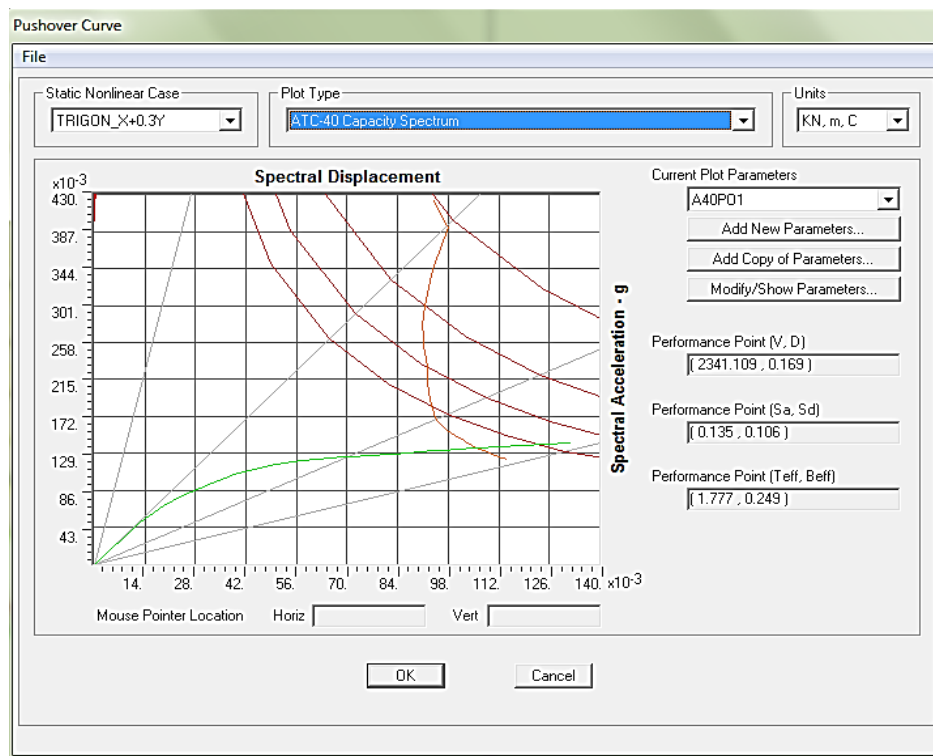 Pushover Curve
File
Static Nonlinear Case
TRIGON_X+0.3Y
Plot Type
ATC-40 Capacity Spectrum
Units
KN, m, C
Spectral Displacement
x10-3
430.
387.
344.
301.
258.
215.
172.
129.
86.
43.
14. 28. 42. 56. 70. 84. 98. 112. 126. 140. x10-3
Spectral Acceleration - g
Mouse Pointer Location Horiz Vert
Current Plot Parameters
A40PO1
Add New Parameters...
Add Copy of Parameters...
Modify/Show Parameters...
Performance Point (V, D)
( 2341.109 , 0.169 )
Performance Point (Sa, Sd)
( 0.135 , 0.106 )
Performance Point (Teff, Beff)
( 1.777 , 0.249 )
OK Cancel